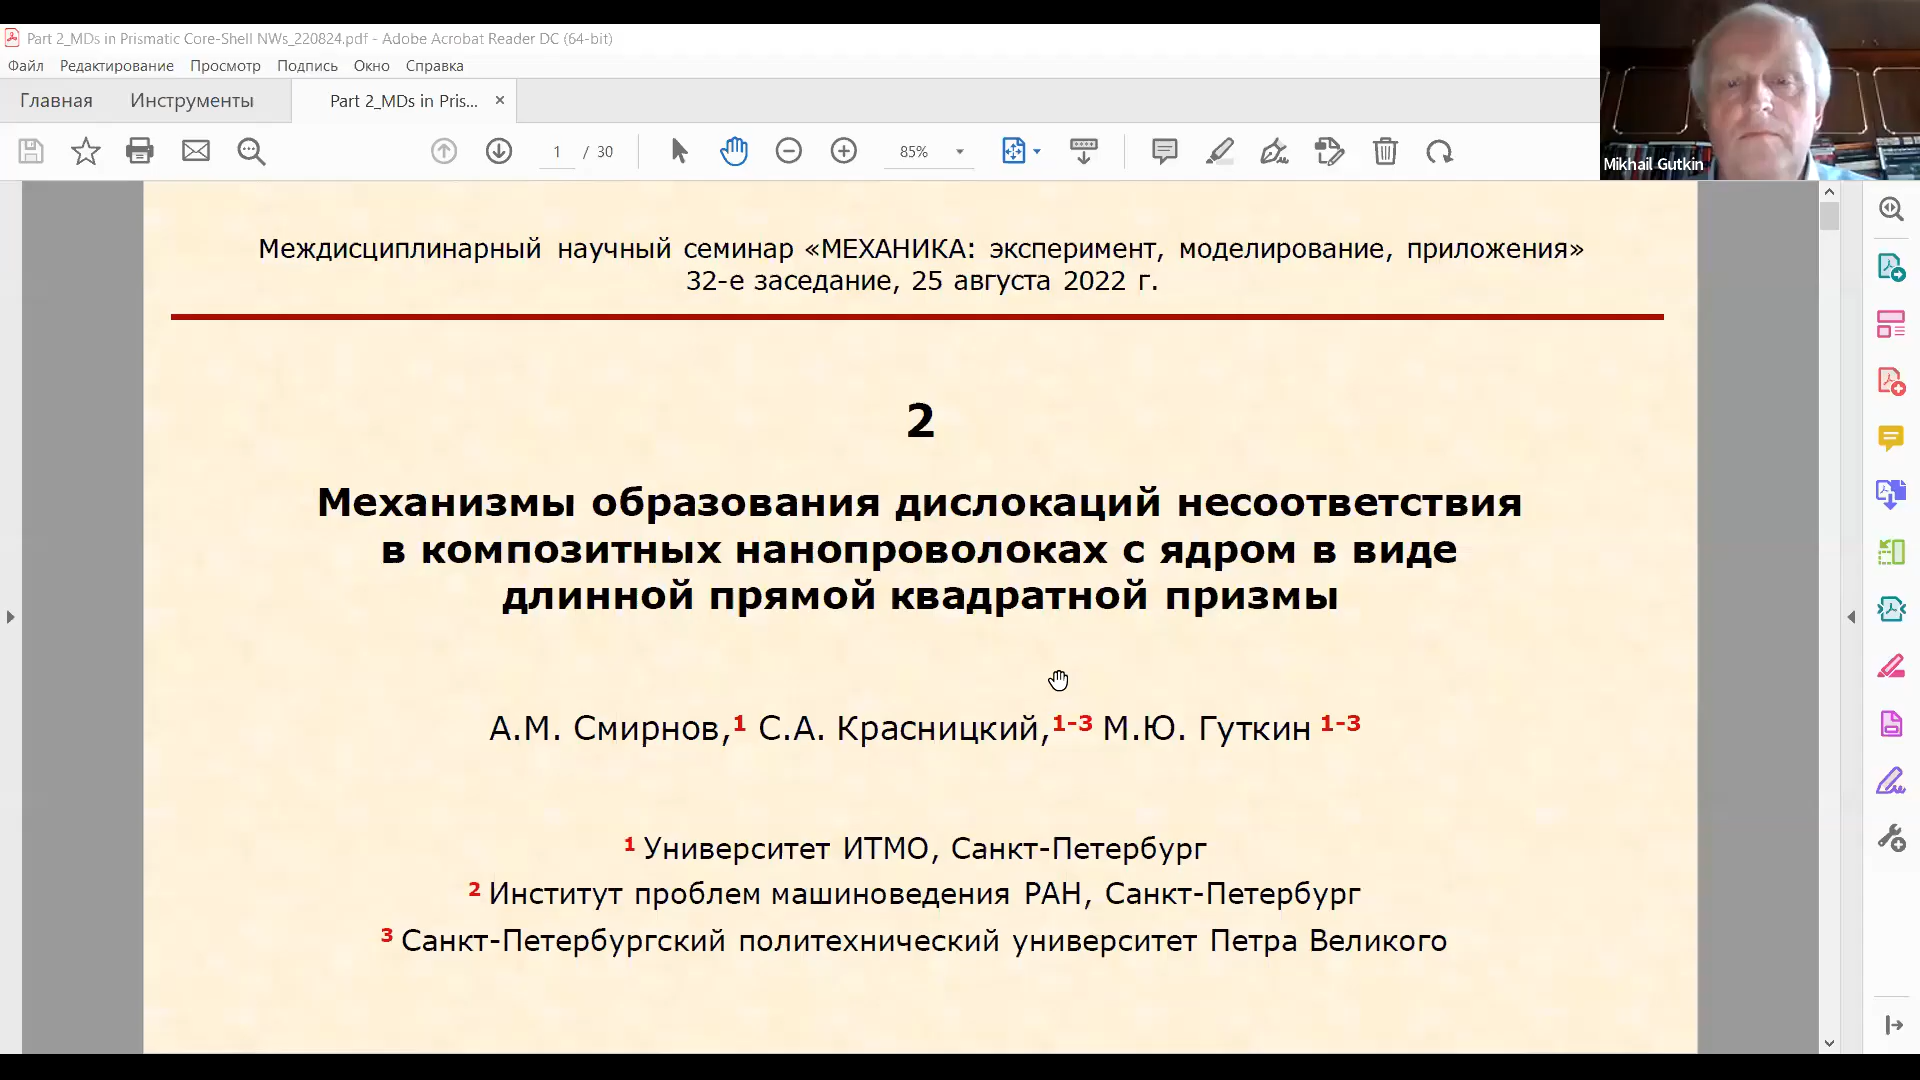 Part 2_MDs in Prismatic Core-Shell NWs_220824.pdf - Adobe Acrobat Reader DC (64-bit)
Файл Редактирование Просмотр Подпись Окно Справка
Главная Инструменты Part 2_MDs in Pris... ×
1 / 30 85%
Mikhail Gutkin
Междисциплинарный научный семинар «МЕХАНИКА: эксперимент, моделирование, приложения»
32-е заседание, 25 августа 2022 г.
2
Механизмы образования дислокаций несоответствия
в композитных нанопроволоках с ядром в виде
длинной прямой квадратной призмы
А.М. Смирнов,1 С.А. Красницкий,1-3 М.Ю. Гуткин 1-3
1 Университет ИТМО, Санкт-Петербург
2 Институт проблем машиноведения РАН, Санкт-Петербург
3 Санкт-Петербургский политехнический университет Петра Великого